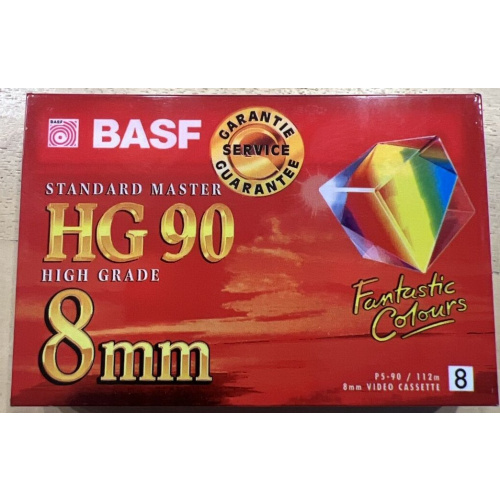 BASF
BASF
GARANTIE
SERVICE
GUARANTEE
STANDARD MASTER
HG 90
HIGH GRADE
8mm
Fantastic
Colours
P5-90 / 112m
8mm VIDEO CASSETTE
8